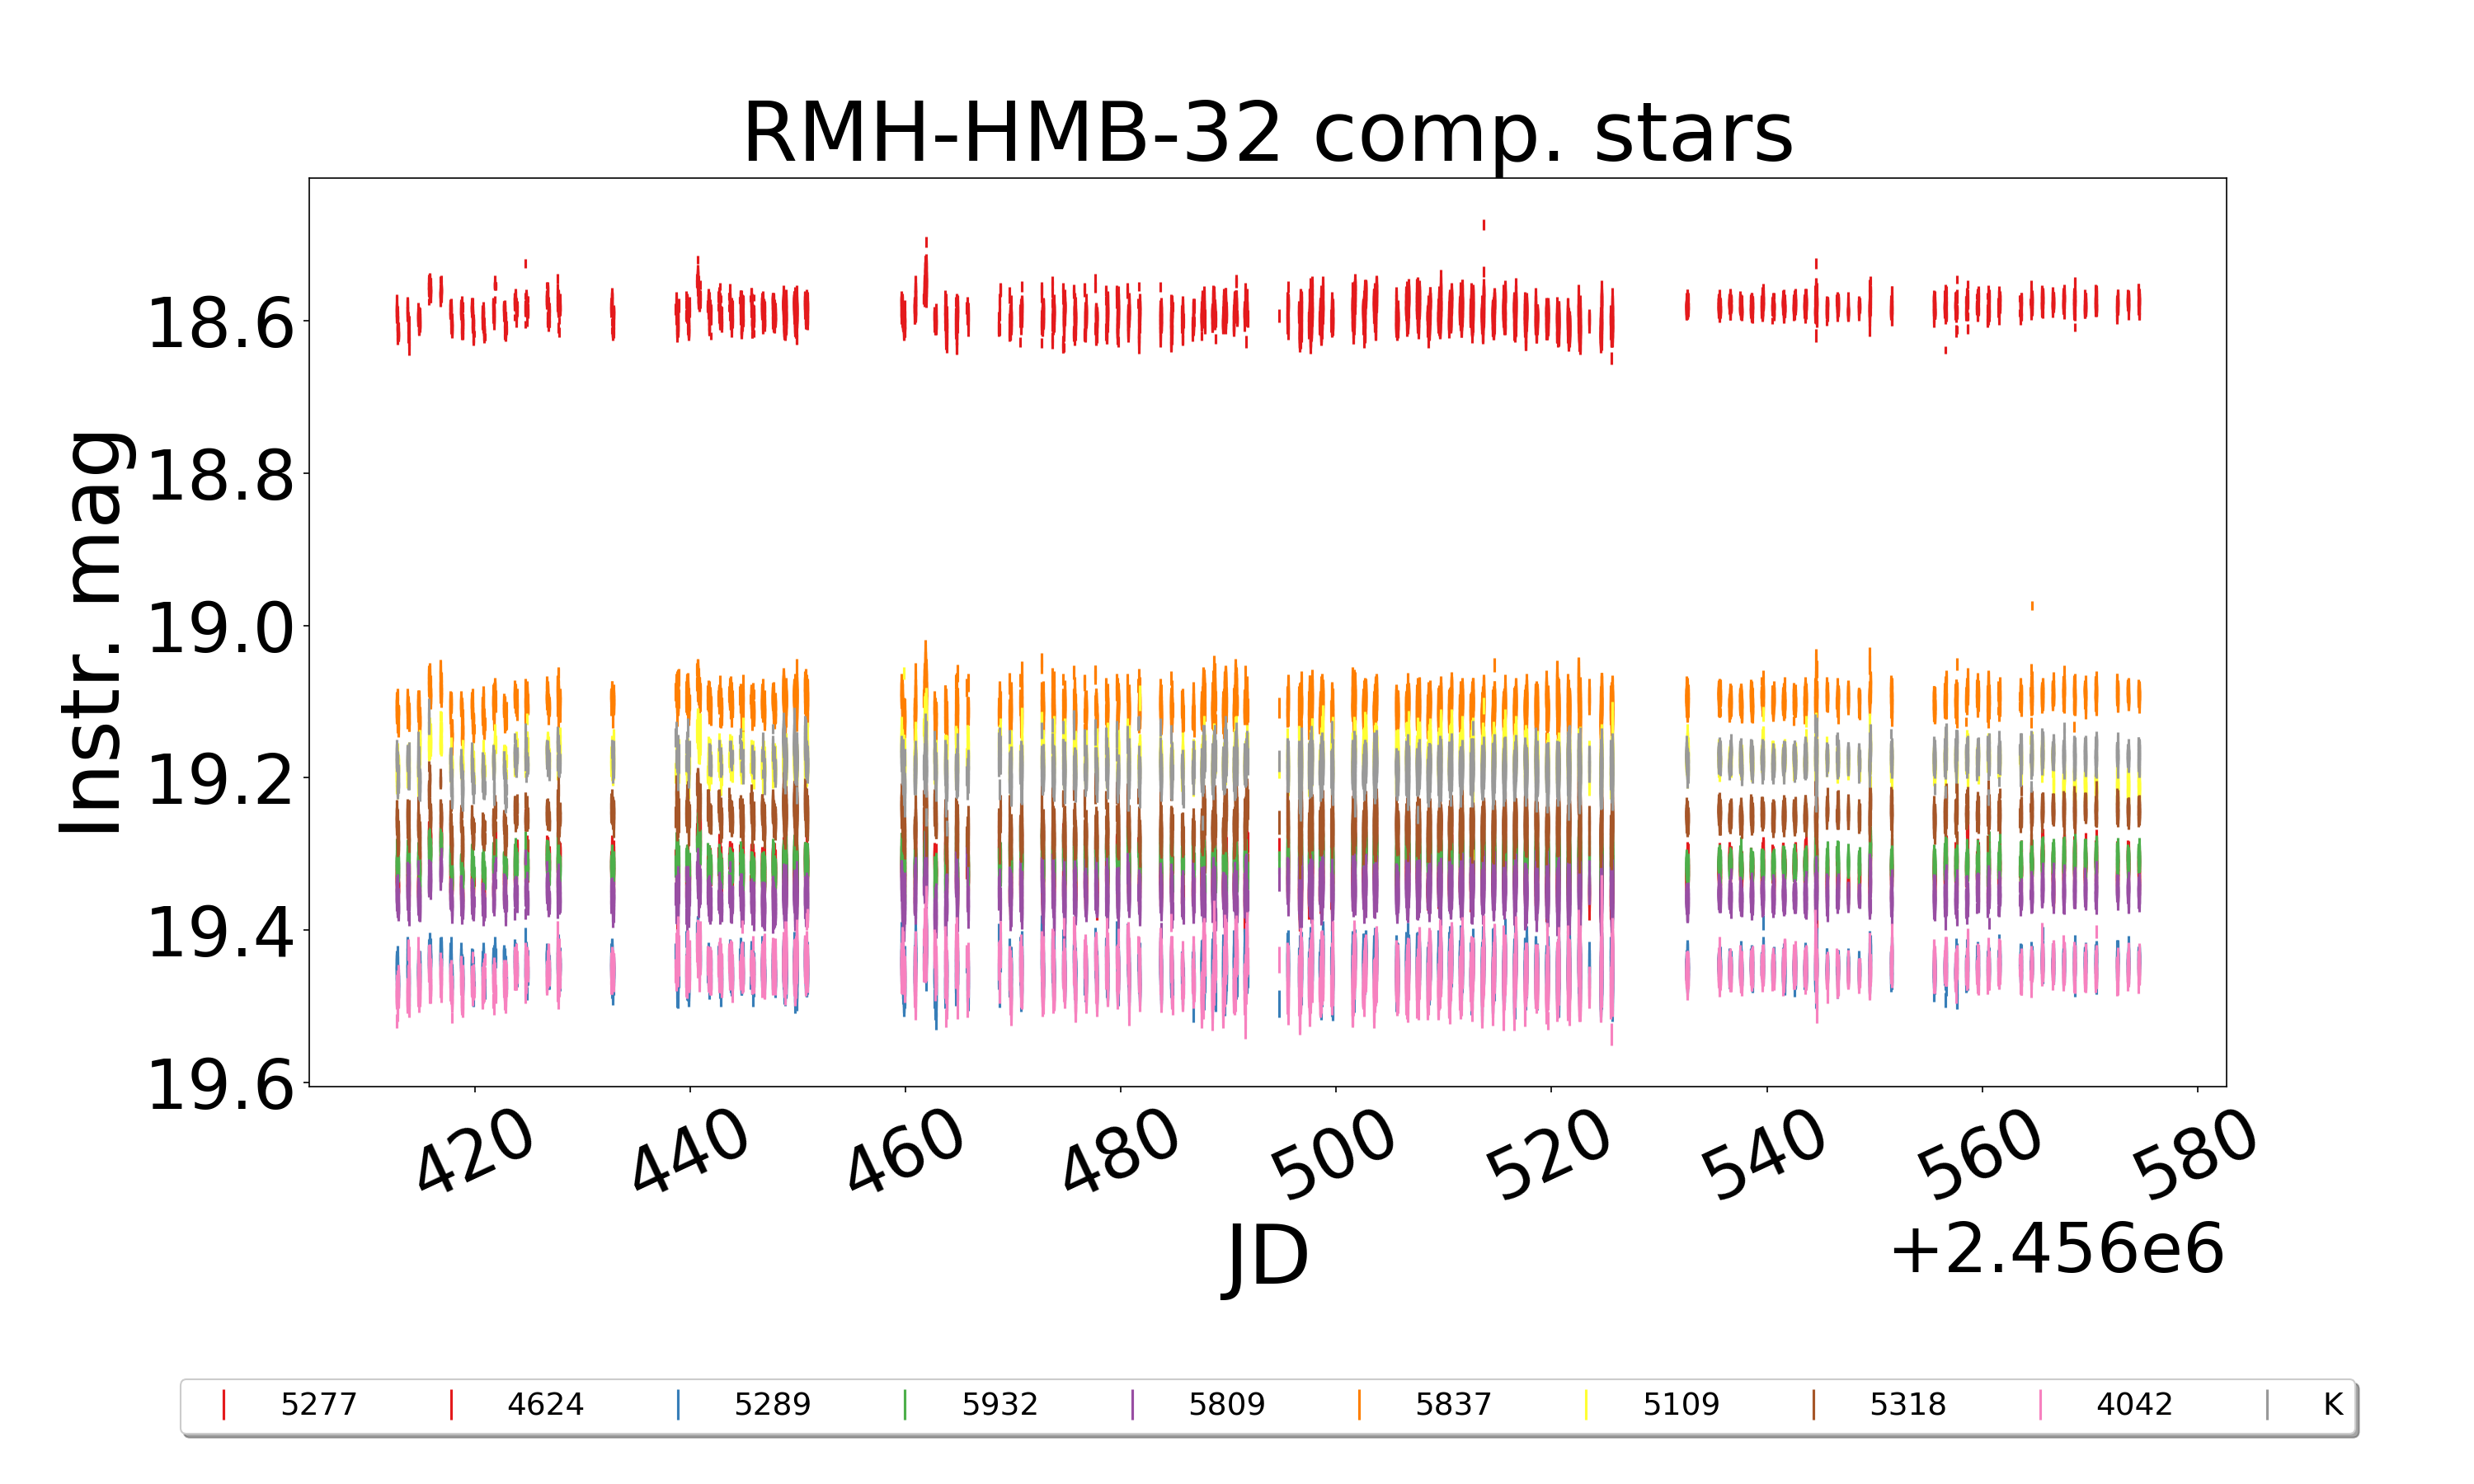 RMH-HMB-32 comp. stars
Instr. mag
18.6
18.8
19.0
19.2
19.4
19.6
420 440 460 480 500 520 540 560 580
JD
+2.456e6
5277 4624 5289 5932 5809 5837 5109 5318 4042 K